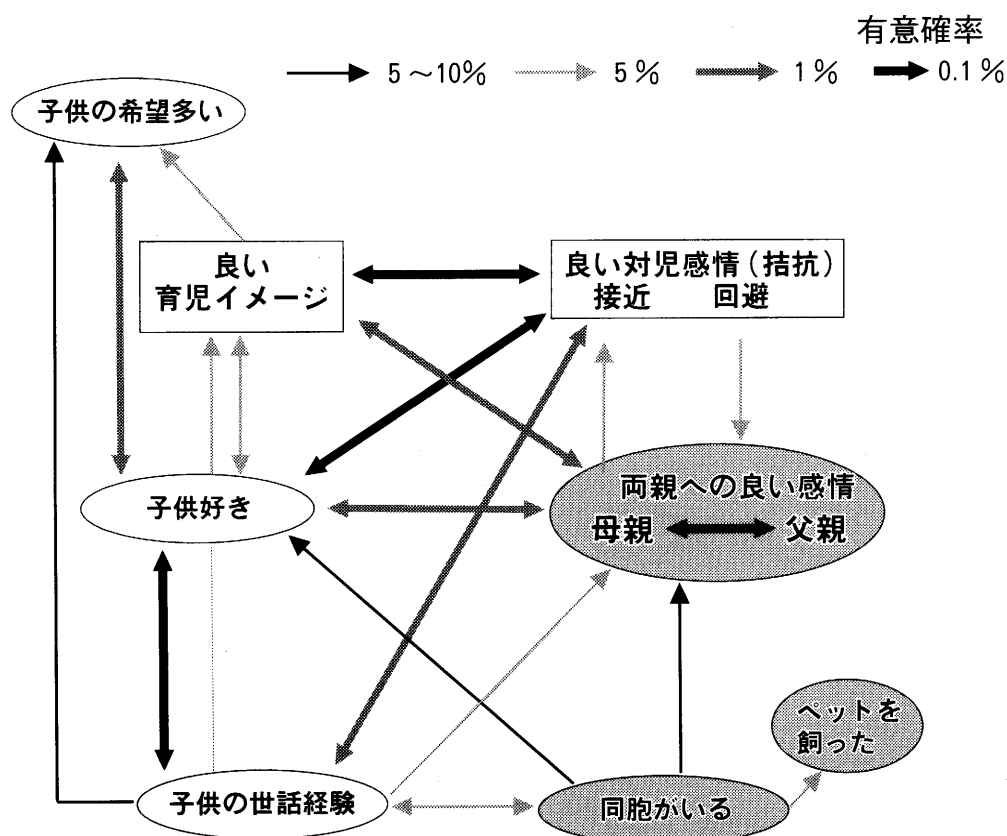 有意確率
5～10% 5% 1% 0.1%
子供の希望多い
良い
育児イメージ
良い対児感情(拮抗)
接近 回避
子供好き
両親への良い感情
母親 父親
ペットを
飼った
子供の世話経験
同胞がいる